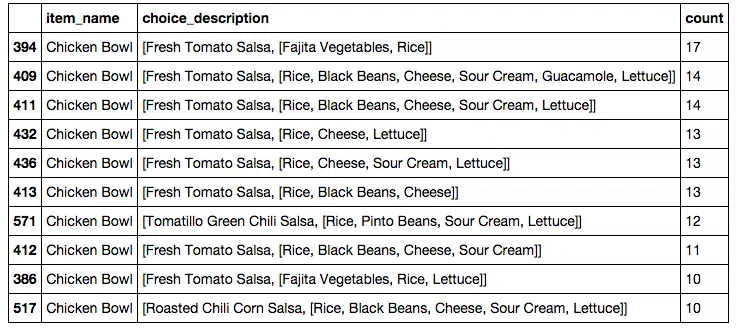 item_name choice_description count
394 Chicken Bowl [Fresh Tomato Salsa, [Fajita Vegetables, Rice]] 17
409 Chicken Bowl [Fresh Tomato Salsa, [Rice, Black Beans, Cheese, Sour Cream, Guacamole, Lettuce]] 14
411 Chicken Bowl [Fresh Tomato Salsa, [Rice, Black Beans, Cheese, Sour Cream, Lettuce]] 14
432 Chicken Bowl [Fresh Tomato Salsa, [Rice, Cheese, Lettuce]] 13
436 Chicken Bowl [Fresh Tomato Salsa, [Rice, Cheese, Sour Cream, Lettuce]] 13
413 Chicken Bowl [Fresh Tomato Salsa, [Rice, Black Beans, Cheese]] 13
571 Chicken Bowl [Tomatillo Green Chili Salsa, [Rice, Pinto Beans, Sour Cream, Lettuce]] 12
412 Chicken Bowl [Fresh Tomato Salsa, [Rice, Black Beans, Cheese, Sour Cream]] 11
386 Chicken Bowl [Fresh Tomato Salsa, [Fajita Vegetables, Rice, Lettuce]] 10
517 Chicken Bowl [Roasted Chili Corn Salsa, [Rice, Black Beans, Cheese, Sour Cream, Lettuce]] 10